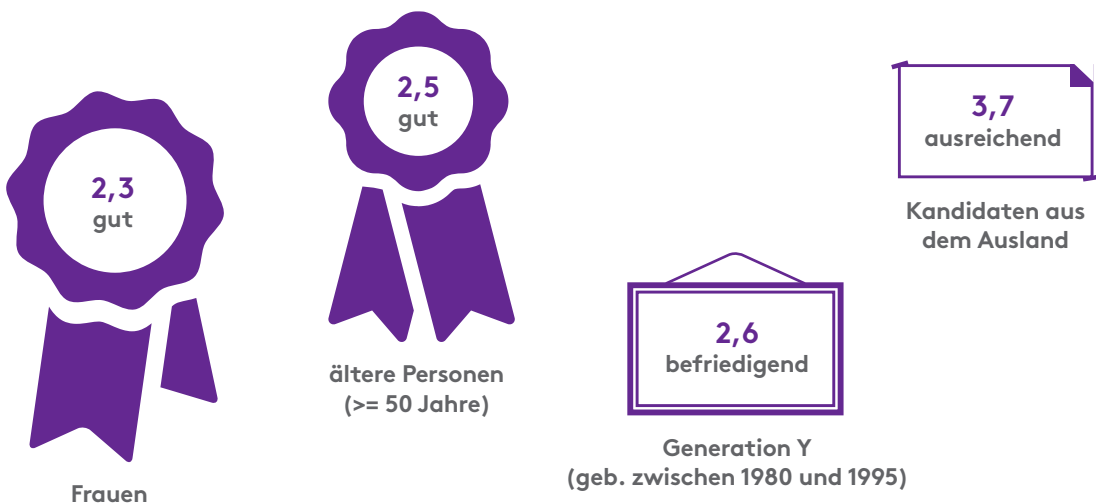 2,3
gut
Frauen
2,5
gut
ältere Personen
(>= 50 Jahre)
2,6
befriedigend
Generation Y
(geb. zwischen 1980 und 1995)
3,7
ausreichend
Kandidaten aus
dem Ausland